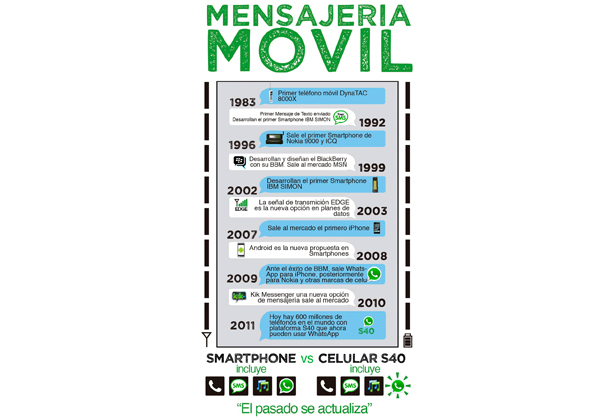 MENSAJERIA
MOVIL
1983
Primer teléfono móvil DynaTAC
8000X
Primer Mensaje de Texto enviado
Desarrollan el primer Smartphone IBM SIMON
SMS
1992
1996
Sale el primer Smartphone de
Nokia 9000 y ICQ
Desarrollan y diseñan el BlackBerry
con su BBM. Sale al mercado MSN
1999
2002
Desarrollan el primer Smartphone
IBM SIMON
EDGE
La señal de transmición EDGE
es la nueva opción en planes de
datos
2003
2007
Sale al mercado el primero iPhone
Android es la nueva propuesta en
Smartphones
2008
2009
Ante el éxito de BBM, sale Whats-
App para iPhone, posteriormente
para Nokia y otras marcas de celu
Kik Messenger una nueva opción
de mensajería sale al mercado
2010
2011
Hoy hay 600 millones de
teléfonos en el mundo con
plataforma S40 que ahora
pueden usar WhatsApp
S40
SMARTPHONE vs CELULAR S40
incluye incluye
SMS SMS
“El pasado se actualiza”